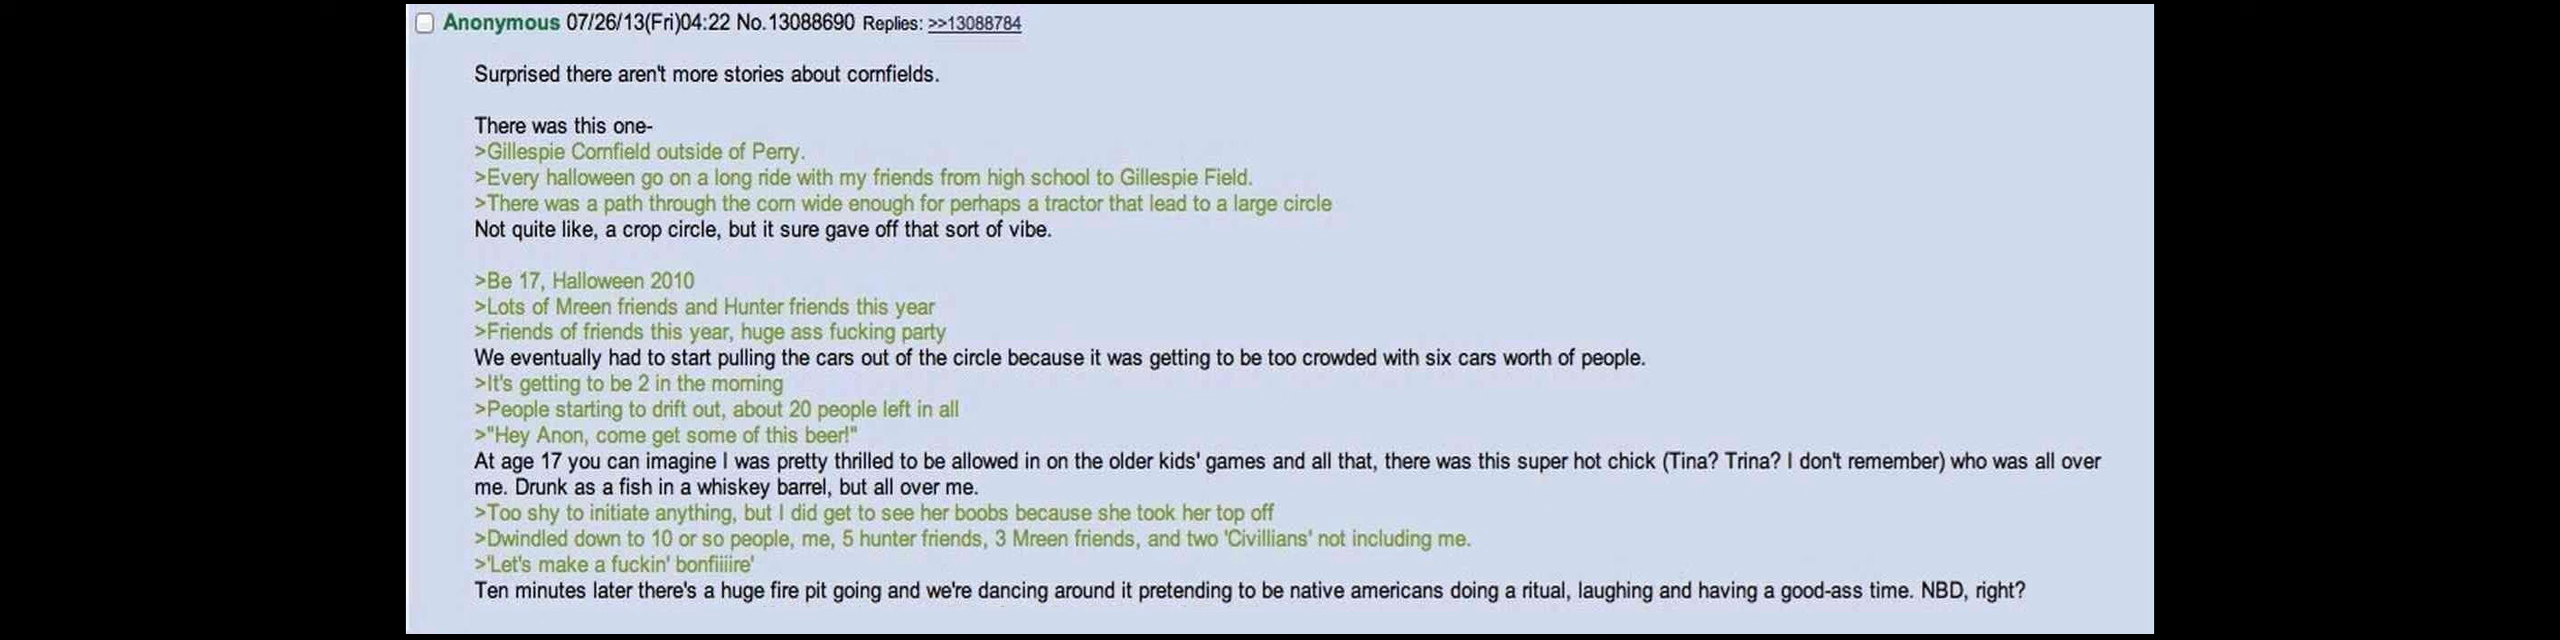 Anonymous 07/26/13(Fri)04:22 No.13088690 Replies: >>13088784
Surprised there aren't more stories about cornfields.
There was this one-
>Gillespie Cornfield outside of Perry.
>Every halloween go on a long ride with my friends from high school to Gillespie Field.
>There was a path through the corn wide enough for perhaps a tractor that lead to a large circle
Not quite like, a crop circle, but it sure gave off that sort of vibe.
>Be 17, Halloween 2010
>Lots of Mreen friends and Hunter friends this year
>Friends of friends this year, huge ass fucking party
We eventually had to start pulling the cars out of the circle because it was getting to be too crowded with six cars worth of people.
>It's getting to be 2 in the morning
>People starting to drift out, about 20 people left in all
>"Hey Anon, come get some of this beer!"
At age 17 you can imagine I was pretty thrilled to be allowed in on the older kids' games and all that, there was this super hot chick (Tina? Trina? I don't remember) who was all over
me. Drunk as a fish in a whiskey barrel, but all over me.
>Too shy to initiate anything, but I did get to see her boobs because she took her top off
>Dwindled down to 10 or so people, me, 5 hunter friends, 3 Mreen friends, and two 'Civillians' not including me.
>'Let's make a fuckin' bonfiiiire'
Ten minutes later there's a huge fire pit going and we're dancing around it pretending to be native americans doing a ritual, laughing and having a good-ass time. NBD, right?